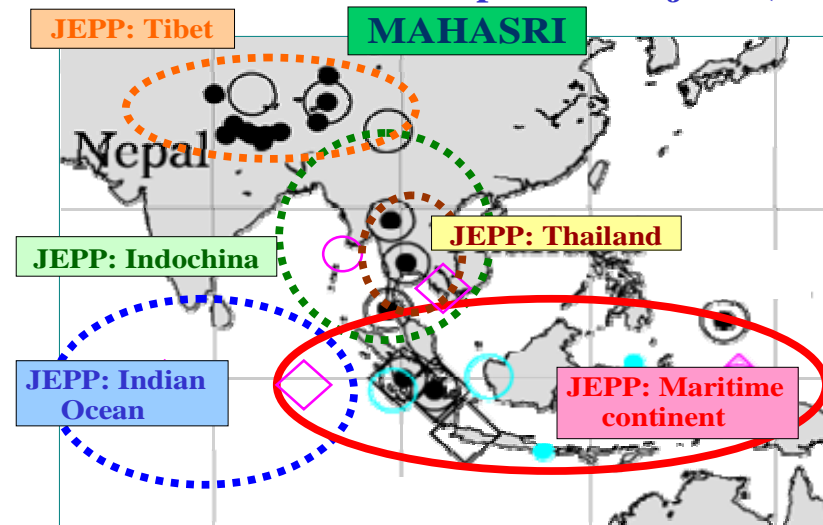 JEPP: Tibet
MAHASRI
Nepal
JEPP: Thailand
JEPP: Indochina
JEPP: Indian
Ocean
JEPP: Maritime
continent